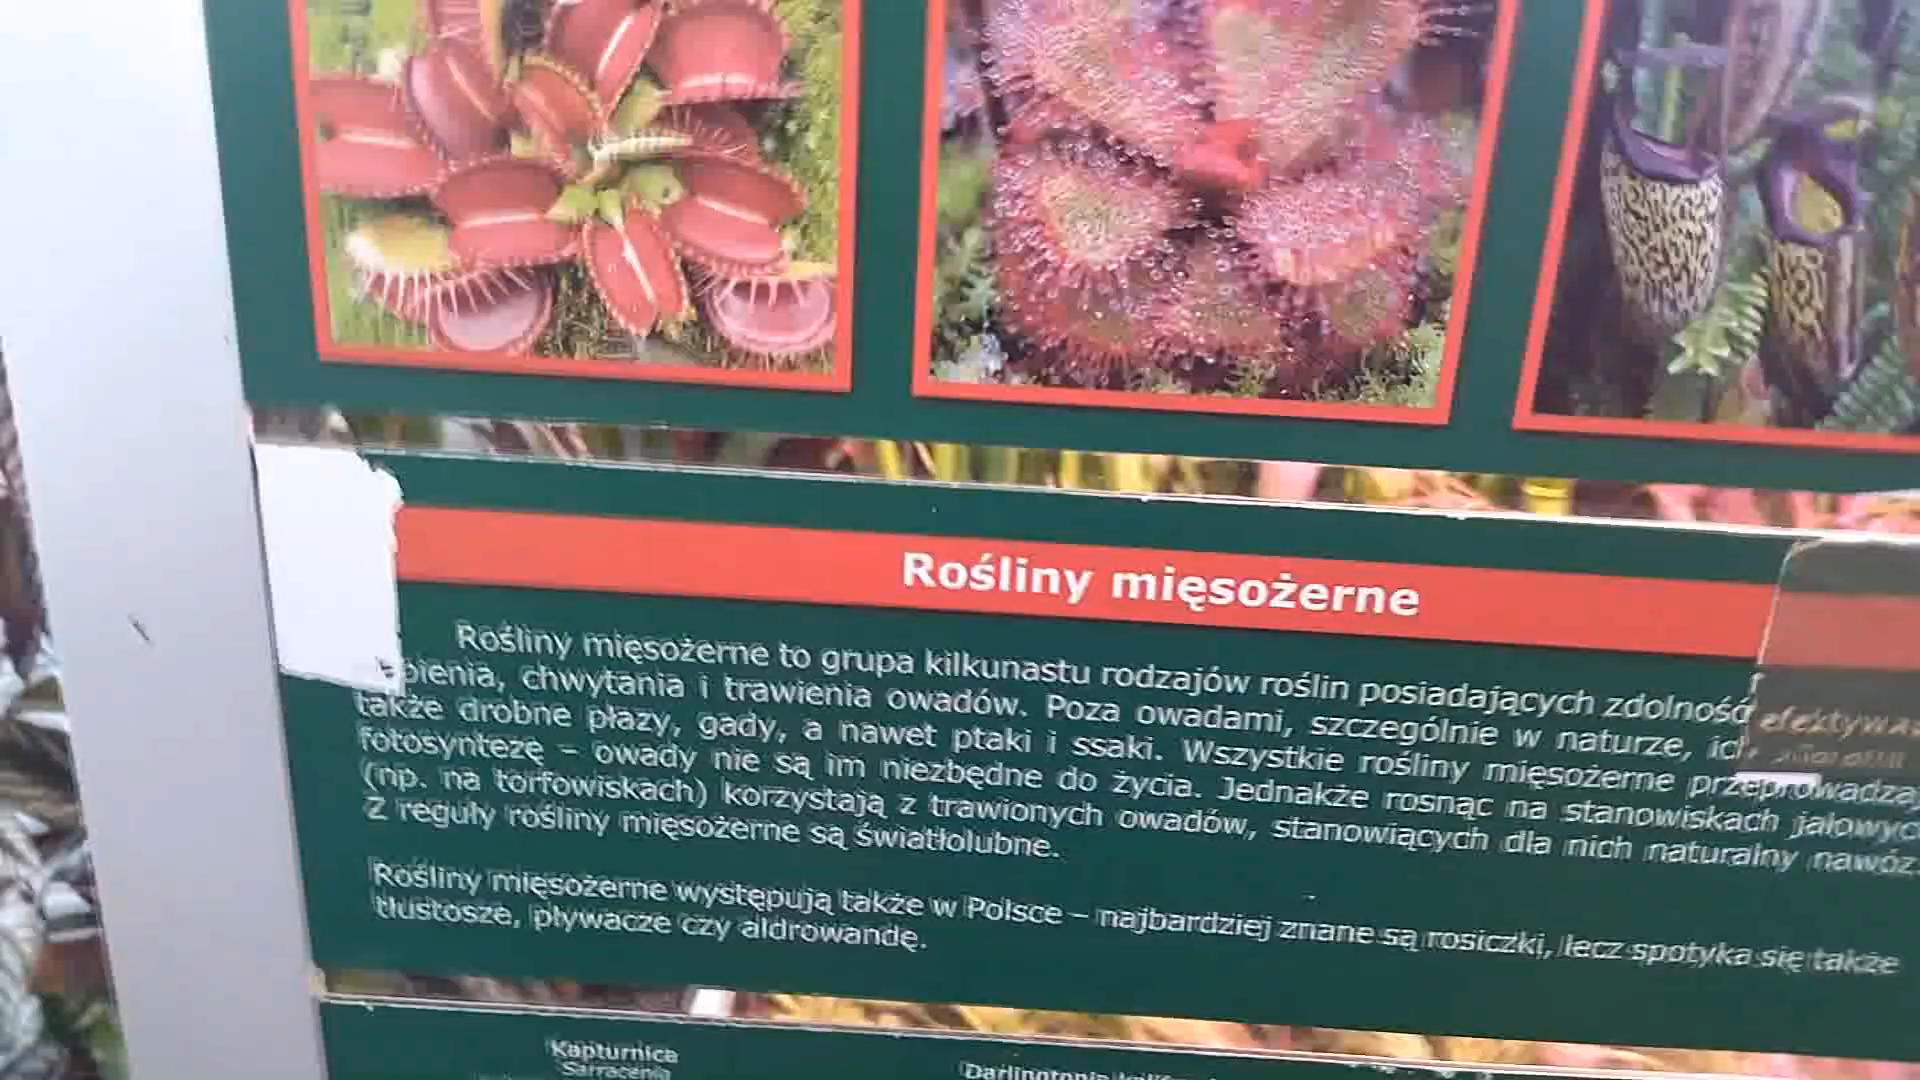 Rośliny mięsożerne
Rośliny mięsożerne to grupa kilkunastu rodzajów roślin posiadających zdolność
chwytania i trawienia owadów. Poza owadami, szczególnie w naturze, ich
także drobne płazy, gady, a nawet ptaki i ssaki. Wszystkie rośliny mięsożerne przeprowadzają
fotosyntezę – owady nie są im niezbędne do życia. Jednakże rosnąc na stanowiskach jałowych
(np. na torfowiskach) korzystają z trawionych owadów, stanowiących dla nich naturalny nawóz.
Z reguły rośliny mięsożerne są światłolubne.
Rośliny mięsożerne występują także w Polsce – najbardziej znane są rosiczki, lecz spotyka się także
tłustosze, pływacze czy aldrowandę.
Kapturnica
Sarracenia
Darlingtonia